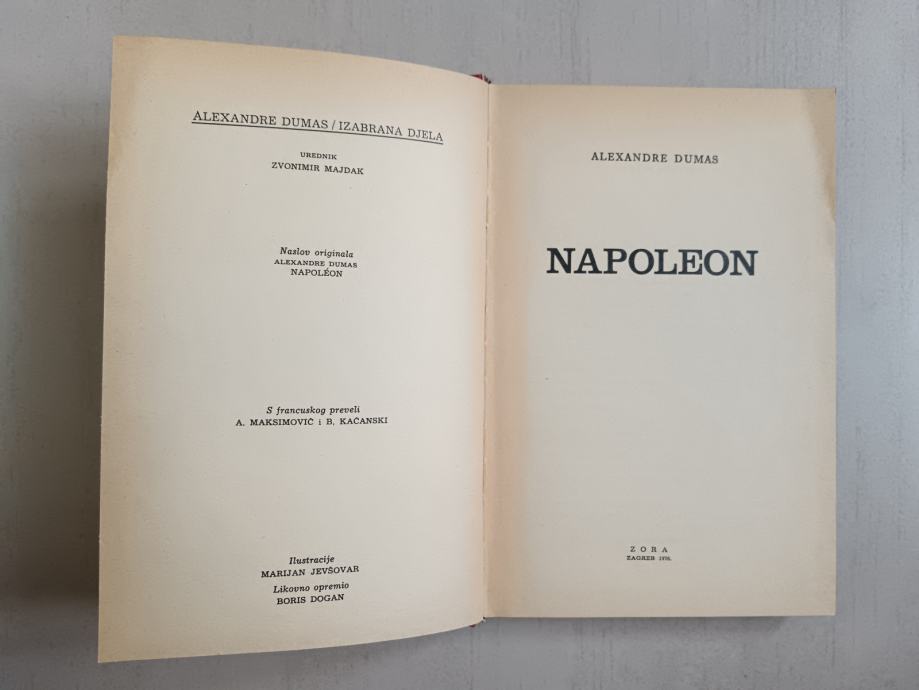 ALEXANDRE DUMAS / IZABRANA DJELA
UREDNIK
ZVONIMIR MAJDAK
Naslov originala
ALEXANDRE DUMAS
NAPOLÉON
S francuskog preveli
A. MAKSIMOVIĆ i B. KAĆANSKI
Ilustracije
MARIJAN JEVŠOVAR
Likovno opremio
BORIS DOGAN
ALEXANDRE DUMAS
NAPOLEON
ZORA
ZAGREB